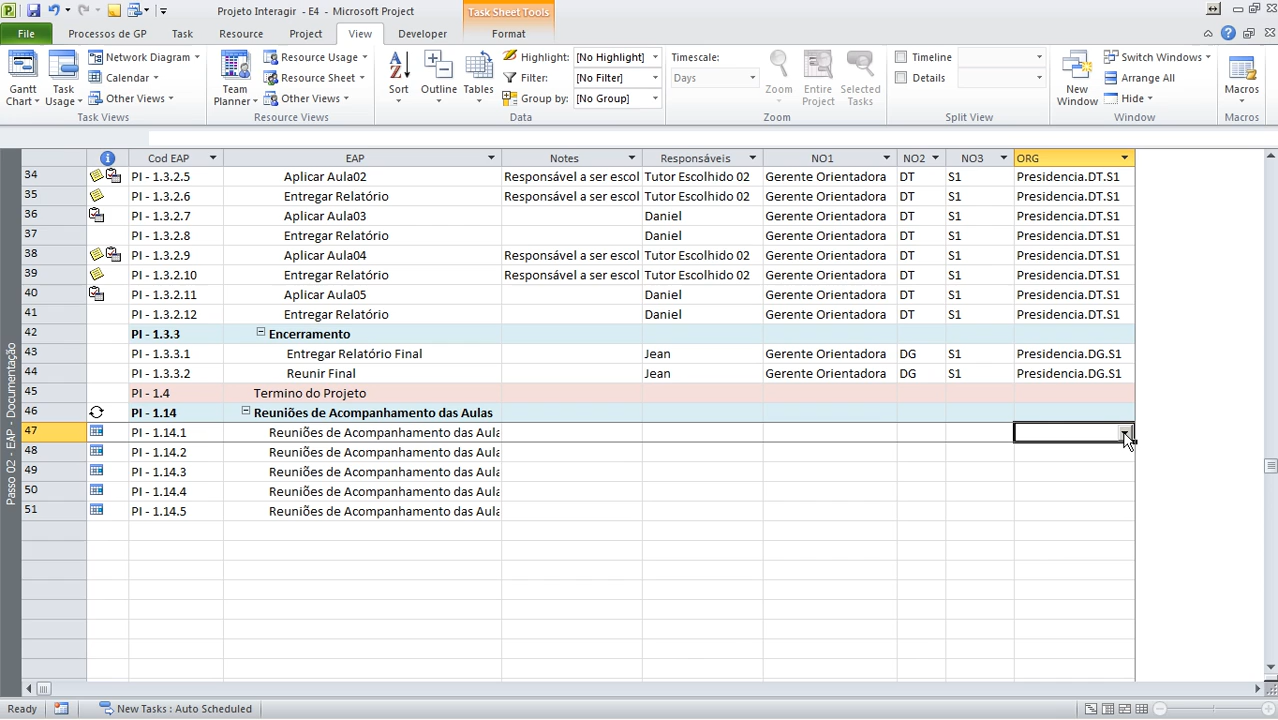 Projeto Interagir - E4 - Microsoft Project
Task Sheet Tools
File Processos de GP Task Resource Project View Developer Format
Gantt Chart
Task Usage
Network Diagram
Calendar
Other Views
Task Views
Team Planner
Resource Usage
Resource Sheet
Other Views
Resource Views
Sort
Outline
Tables
Highlight: [No Highlight]
Filter: [No Filter]
Group by: [No Group]
Data
Timescale:
Days
Zoom
Entire Project
Selected Tasks
Zoom
Timeline
Details
Split View
New Window
Switch Windows
Arrange All
Hide
Window
Macros
Macros
Cod EAP EAP Notes Responsáveis NO1 NO2 NO3 ORG
34 PI - 1.3.2.5 Aplicar Aula02 Responsável a ser escol Tutor Escolhido 02 Gerente Orientadora DT S1 Presidencia.DT.S1
35 PI - 1.3.2.6 Entregar Relatório Responsável a ser escol Tutor Escolhido 02 Gerente Orientadora DT S1 Presidencia.DT.S1
36 PI - 1.3.2.7 Aplicar Aula03 Daniel Gerente Orientadora DT S1 Presidencia.DT.S1
37 PI - 1.3.2.8 Entregar Relatório Daniel Gerente Orientadora DT S1 Presidencia.DT.S1
38 PI - 1.3.2.9 Aplicar Aula04 Responsável a ser escol Tutor Escolhido 02 Gerente Orientadora DT S1 Presidencia.DT.S1
39 PI - 1.3.2.10 Entregar Relatório Responsável a ser escol Tutor Escolhido 02 Gerente Orientadora DT S1 Presidencia.DT.S1
40 PI - 1.3.2.11 Aplicar Aula05 Daniel Gerente Orientadora DT S1 Presidencia.DT.S1
41 PI - 1.3.2.12 Entregar Relatório Daniel Gerente Orientadora DT S1 Presidencia.DT.S1
42 PI - 1.3.3 Encerramento
43 PI - 1.3.3.1 Entregar Relatório Final Jean Gerente Orientadora DG S1 Presidencia.DG.S1
44 PI - 1.3.3.2 Reunir Final Jean Gerente Orientadora DG S1 Presidencia.DG.S1
45 PI - 1.4 Termino do Projeto
46 PI - 1.14 Reuniões de Acompanhamento das Aulas
47 PI - 1.14.1 Reuniões de Acompanhamento das Aula
48 PI - 1.14.2 Reuniões de Acompanhamento das Aula
49 PI - 1.14.3 Reuniões de Acompanhamento das Aula
50 PI - 1.14.4 Reuniões de Acompanhamento das Aula
51 PI - 1.14.5 Reuniões de Acompanhamento das Aula
Passo 02 - EAP - Documentação
Ready New Tasks : Auto Scheduled